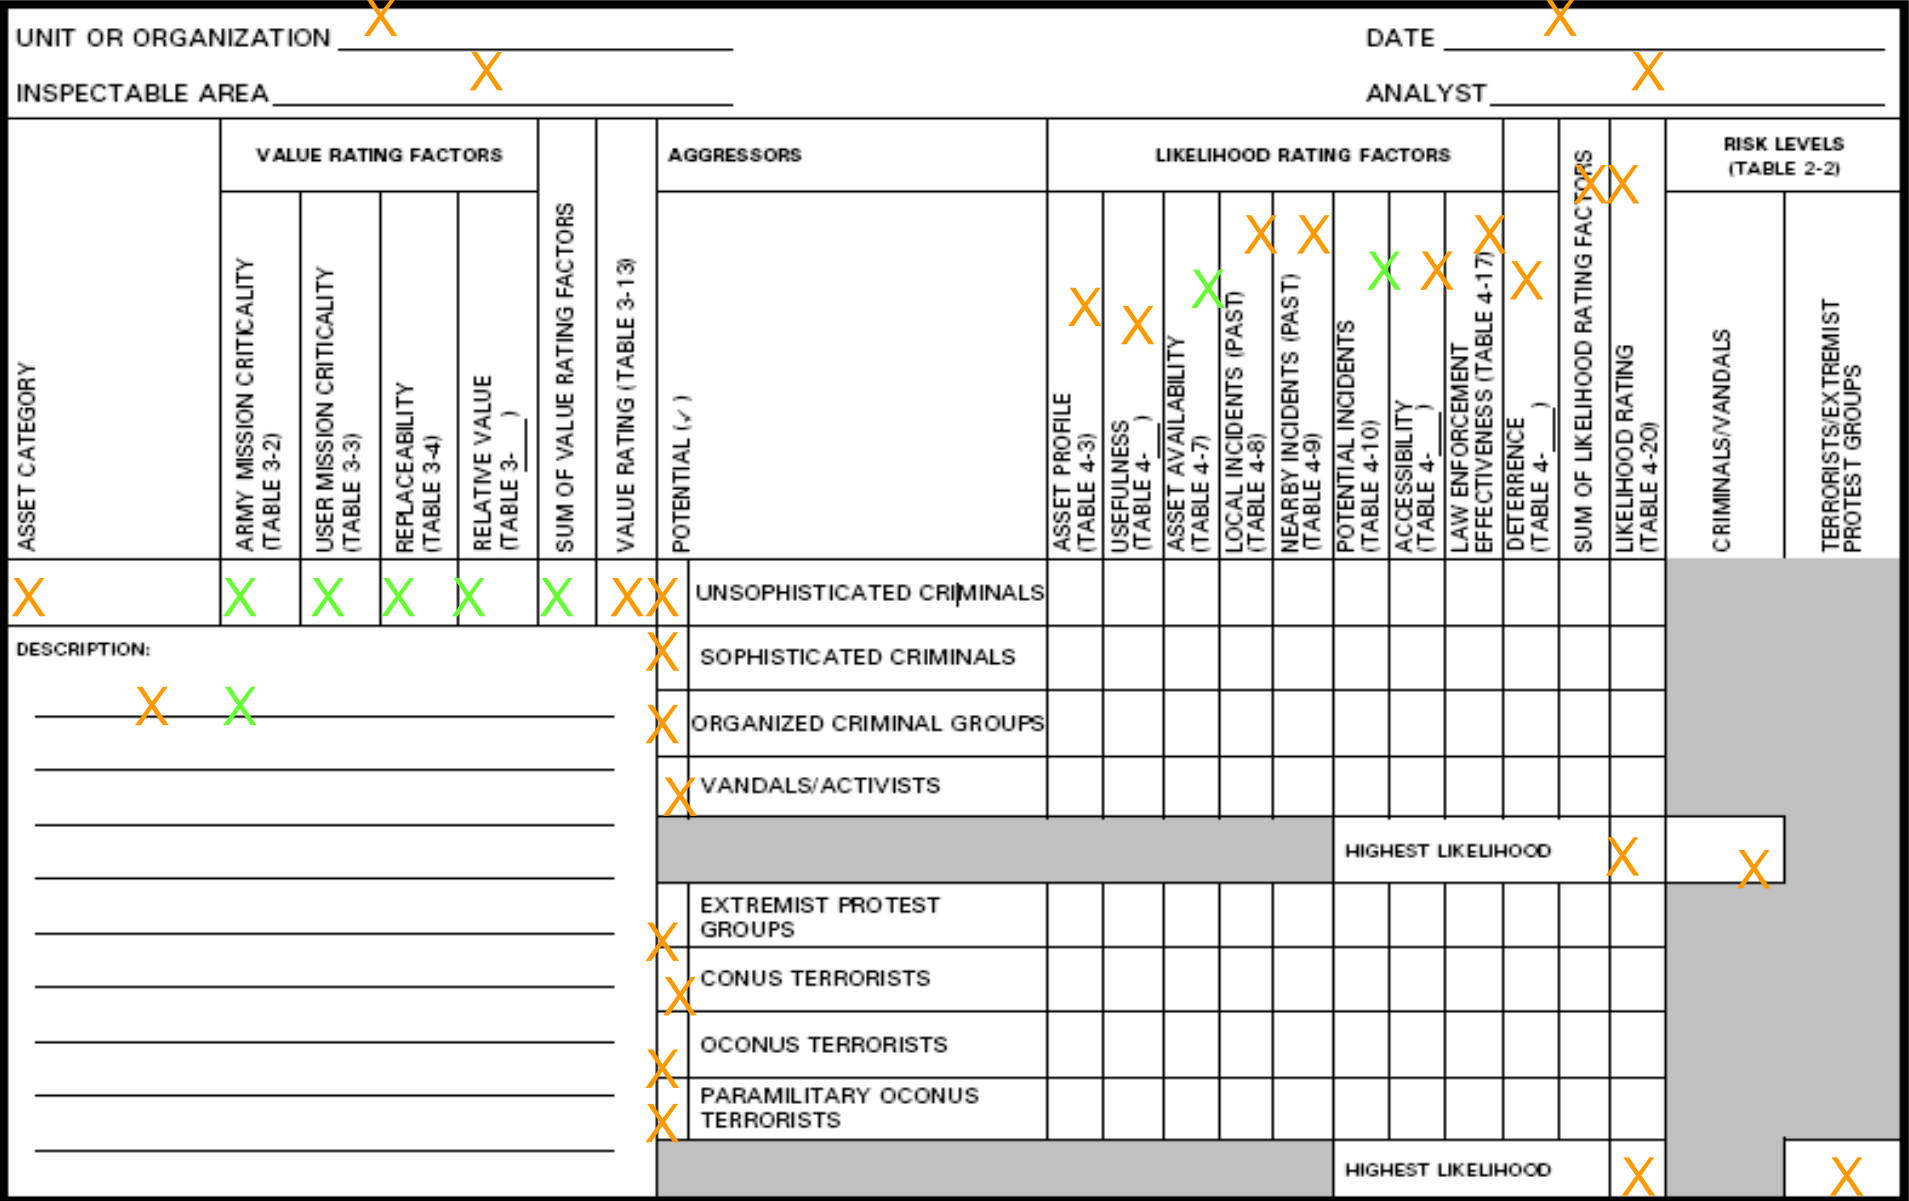 UNIT OR ORGANIZATION
DATE
INSPECTABLE AREA
ANALYST
VALUE RATING FACTORS
AGGRESSORS
LIKELIHOOD RATING FACTORS
RISK LEVELS
(TABLE 2-2)
ASSET CATEGORY
ARMY MISSION CRITICALITY
(TABLE 3-2)
USER MISSION CRITICALITY
(TABLE 3-3)
REPLACEABILITY
(TABLE 3-4)
RELATIVE VALUE
(TABLE 3-___)
SUM OF VALUE RATING FACTORS
VALUE RATING (TABLE 3-13)
POTENTIAL (✓)
ASSET PROFILE
(TABLE 4-3)
USEFULNESS
(TABLE 4-___)
ASSET AVAILABILITY
(TABLE 4-7)
LOCAL INCIDENTS (PAST)
(TABLE 4-8)
NEARBY INCIDENTS (PAST)
(TABLE 4-9)
POTENTIAL INCIDENTS
(TABLE 4-10)
ACCESSIBILITY
(TABLE 4-___)
LAW ENFORCEMENT
EFFECTIVENESS (TABLE 4-17)
DETERRENCE
(TABLE 4-___)
SUM OF LIKELIHOOD RATING FACTORS
LIKELIHOOD RATING
(TABLE 4-20)
CRIMINALS/VANDALS
TERRORISTS/EXTREMIST
PROTEST GROUPS
UNSOPHISTICATED CRIMINALS
DESCRIPTION:
SOPHISTICATED CRIMINALS
ORGANIZED CRIMINAL GROUPS
VANDALS/ACTIVISTS
HIGHEST LIKELIHOOD
EXTREMIST PROTEST
GROUPS
CONUS TERRORISTS
OCONUS TERRORISTS
PARAMILITARY OCONUS
TERRORISTS
HIGHEST LIKELIHOOD